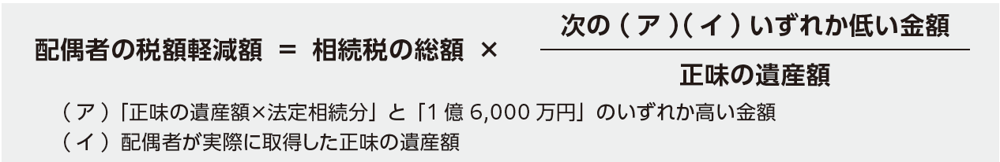 配偶者の税額軽減額 ＝ 相続税の総額 ×
次の（ア）（イ）いずれか低い金額
正味の遺産額
（ア）「正味の遺産額×法定相続分」と「1億6,000万円」のいずれか高い金額
（イ）配偶者が実際に取得した正味の遺産額